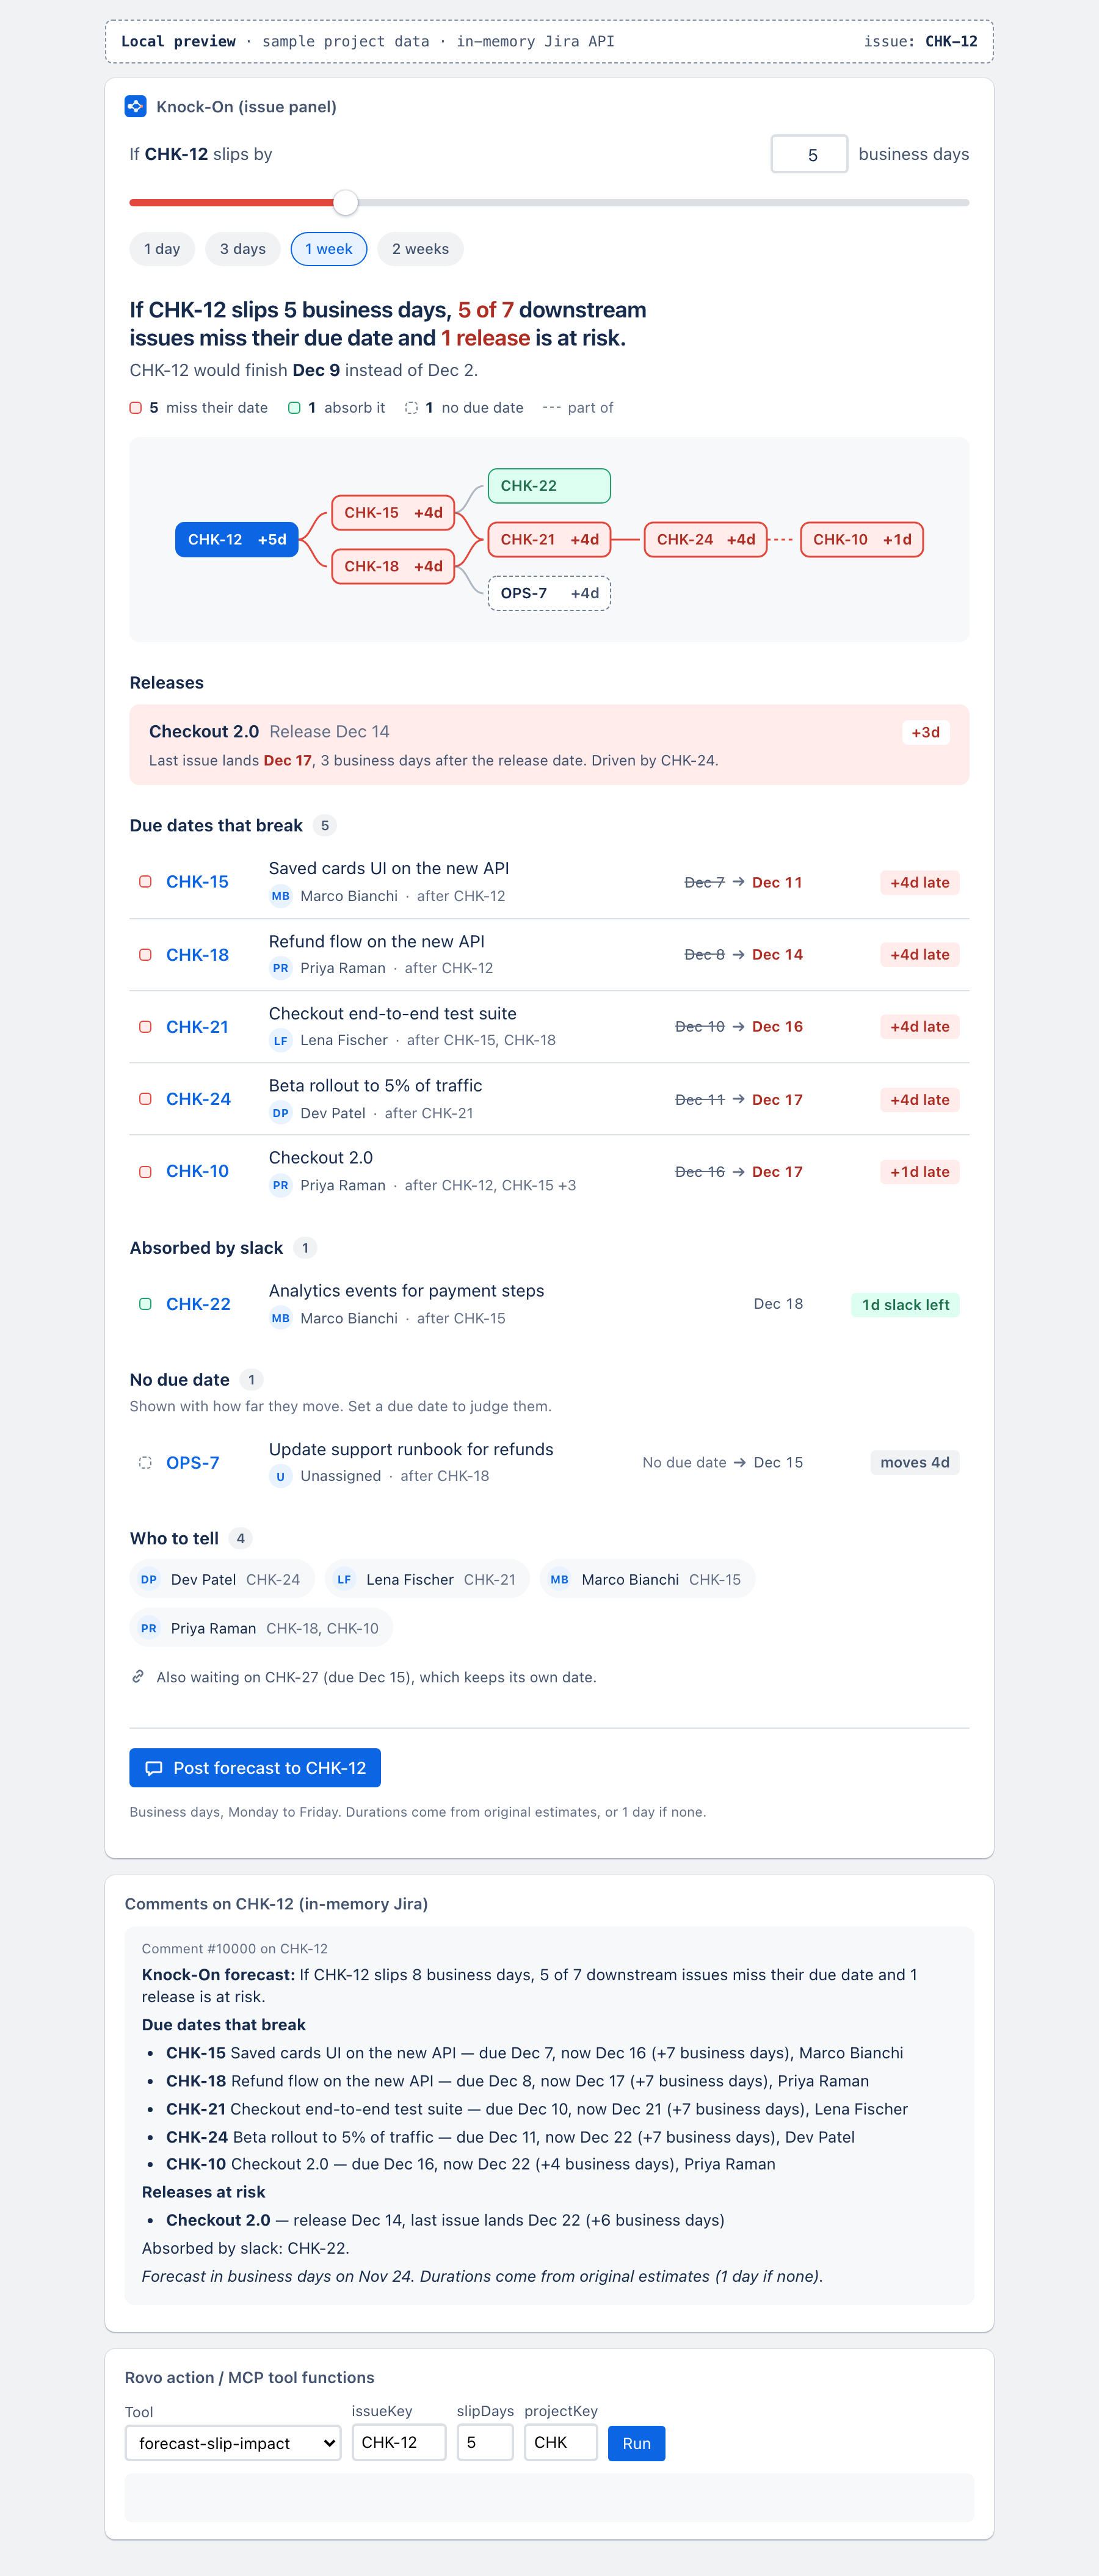 Local preview · sample project data · in-memory Jira API issue: CHK-12
Knock-On (issue panel)
If CHK-12 slips by 5 business days
1 day 3 days 1 week 2 weeks
If CHK-12 slips 5 business days, 5 of 7 downstream
issues miss their due date and 1 release is at risk.
CHK-12 would finish Dec 9 instead of Dec 2.
5 miss their date 1 absorb it 1 no due date part of
CHK-22
CHK-15 +4d
CHK-12 +5d CHK-21 +4d CHK-24 +4d CHK-10 +1d
CHK-18 +4d
OPS-7 +4d
Releases
Checkout 2.0 Release Dec 14 +3d
Last issue lands Dec 17, 3 business days after the release date. Driven by CHK-24.
Due dates that break 5
Saved cards UI on the new API
CHK-15 Dec 7 → Dec 11 +4d late
MB Marco Bianchi · after CHK-12
Refund flow on the new API
CHK-18 Dec 8 → Dec 14 +4d late
PR Priya Raman · after CHK-12
Checkout end-to-end test suite
CHK-21 Dec 10 → Dec 16 +4d late
LF Lena Fischer · after CHK-15, CHK-18
Beta rollout to 5% of traffic
CHK-24 Dec 11 → Dec 17 +4d late
DP Dev Patel · after CHK-21
Checkout 2.0
CHK-10 Dec 16 → Dec 17 +1d late
PR Priya Raman · after CHK-12, CHK-15 +3
Absorbed by slack 1
Analytics events for payment steps
CHK-22 Dec 18 1d slack left
MB Marco Bianchi · after CHK-15
No due date 1
Shown with how far they move. Set a due date to judge them.
Update support runbook for refunds
OPS-7 No due date → Dec 15 moves 4d
U Unassigned · after CHK-18
Who to tell 4
DP Dev Patel CHK-24 LF Lena Fischer CHK-21 MB Marco Bianchi CHK-15
PR Priya Raman CHK-18, CHK-10
Also waiting on CHK-27 (due Dec 15), which keeps its own date.
Post forecast to CHK-12
Business days, Monday to Friday. Durations come from original estimates, or 1 day if none.
Comments on CHK-12 (in-memory Jira)
Comment #10000 on CHK-12
Knock-On forecast: If CHK-12 slips 8 business days, 5 of 7 downstream issues miss their due date and 1
release is at risk.
Due dates that break
• CHK-15 Saved cards UI on the new API — due Dec 7, now Dec 16 (+7 business days), Marco Bianchi
• CHK-18 Refund flow on the new API — due Dec 8, now Dec 17 (+7 business days), Priya Raman
• CHK-21 Checkout end-to-end test suite — due Dec 10, now Dec 21 (+7 business days), Lena Fischer
• CHK-24 Beta rollout to 5% of traffic — due Dec 11, now Dec 22 (+7 business days), Dev Patel
• CHK-10 Checkout 2.0 — due Dec 16, now Dec 22 (+4 business days), Priya Raman
Releases at risk
• Checkout 2.0 — release Dec 14, last issue lands Dec 22 (+6 business days)
Absorbed by slack: CHK-22.
Forecast in business days on Nov 24. Durations come from original estimates (1 day if none).
Rovo action / MCP tool functions
Tool issueKey slipDays projectKey
forecast-slip-impact CHK-12 5 CHK Run